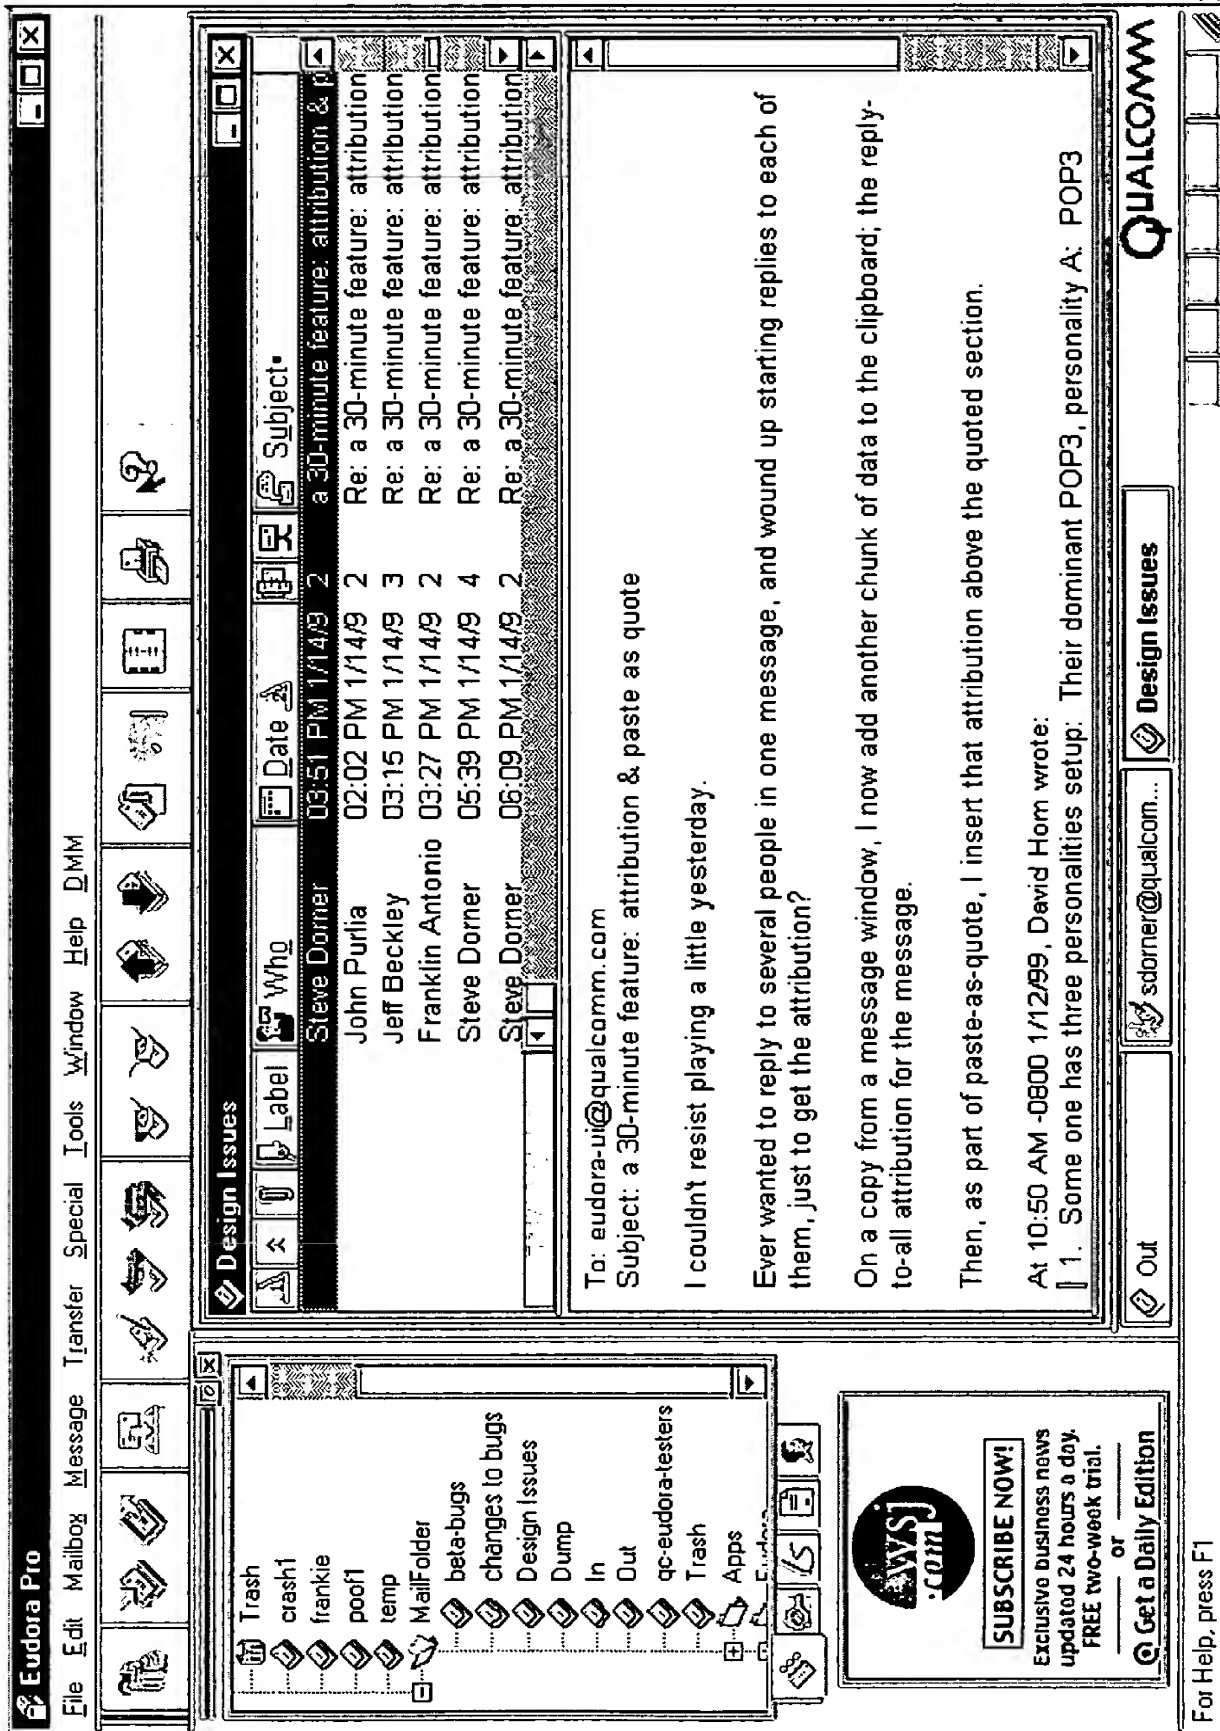 Eudora Pro
File Edit Mailbox Message Transfer Special Tools Window Help DMM
Trash
crash1
frankie
poof1
temp
MailFolder
beta-bugs
changes to bugs
Design Issues
Dump
In
Out
qc-eudora-testers
Trash
Apps
WSJ
.com
SUBSCRIBE NOW!
Exclusive business news
updated 24 hours a day.
FREE two-week trial.
or
Get a Daily Edition
Design Issues
Label Who Date Subject
Steve Dorner 03:51 PM 1/14/9 2 a 30-minute feature: attribution & p
John Purlia 02:02 PM 1/14/9 2 Re: a 30-minute feature: attribution
Jeff Beckley 03:15 PM 1/14/9 3 Re: a 30-minute feature: attribution
Franklin Antonio 03:27 PM 1/14/9 2 Re: a 30-minute feature: attribution
Steve Dorner 05:39 PM 1/14/9 4 Re: a 30-minute feature: attribution
Steve Dorner 06:09 PM 1/14/9 2 Re: a 30-minute feature: attribution
To: eudora-ui@qualcomm.com
Subject: a 30-minute feature: attribution & paste as quote
I couldn't resist playing a little yesterday.
Ever wanted to reply to several people in one message, and wound up starting replies to each of
them, just to get the attribution?
On a copy from a message window, I now add another chunk of data to the clipboard; the reply-
to-all attribution for the message.
Then, as part of paste-as-quote, I insert that attribution above the quoted section.
At 10:50 AM -0800 1/12/99, David Hom wrote:
1. Some one has three personalities setup: Their dominant POP3, personality A: POP3
Out
sdorner@qualcom...
Design Issues
QUALCOMM
For Help, press F1